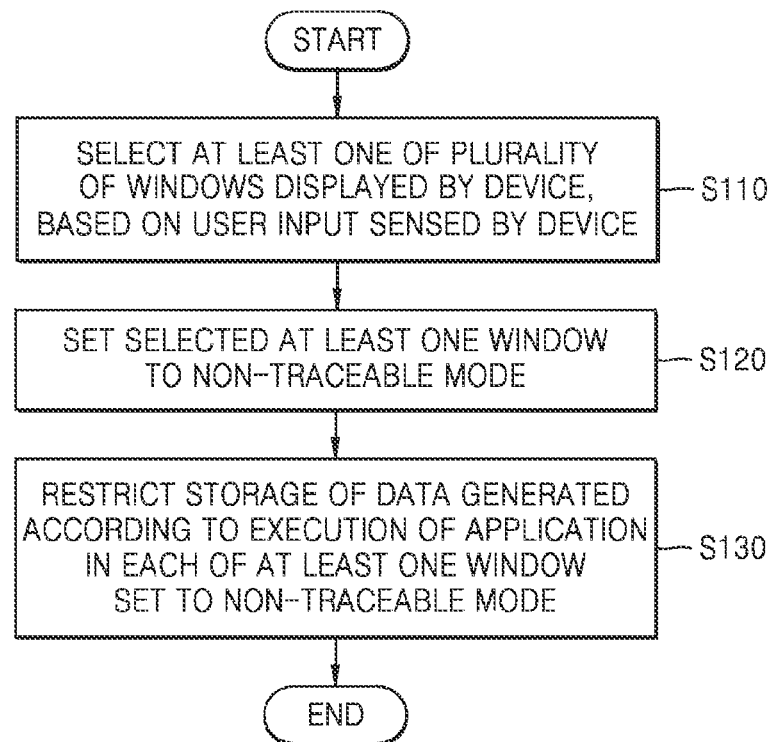 START
SELECT AT LEAST ONE OF PLURALITY
OF WINDOWS DISPLAYED BY DEVICE,
BASED ON USER INPUT SENSED BY DEVICE
S110
SET SELECTED AT LEAST ONE WINDOW
TO NON-TRACEABLE MODE
S120
RESTRICT STORAGE OF DATA GENERATED
ACCORDING TO EXECUTION OF APPLICATION
IN EACH OF AT LEAST ONE WINDOW
SET TO NON-TRACEABLE MODE
S130
END